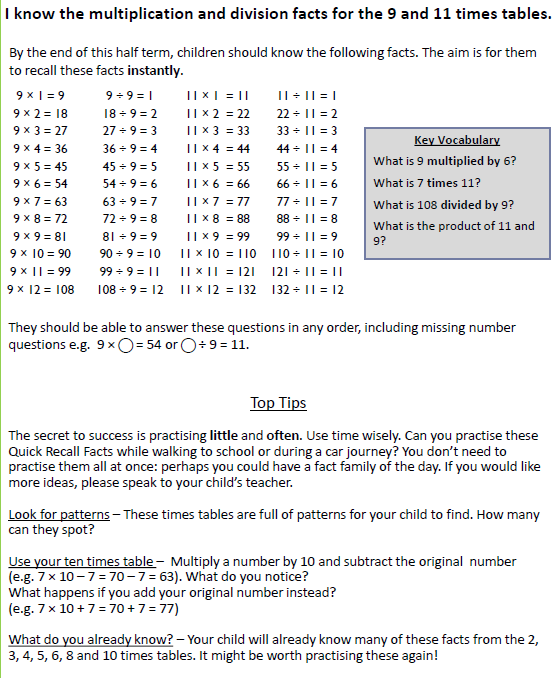 I know the multiplication and division facts for the 9 and 11 times tables.
By the end of this half term, children should know the following facts. The aim is for them
to recall these facts instantly.
9 × 1 = 9 9 ÷ 9 = 1 11 × 1 = 11 11 ÷ 11 = 1
9 × 2 = 18 18 ÷ 9 = 2 11 × 2 = 22 22 ÷ 11 = 2
9 × 3 = 27 27 ÷ 9 = 3 11 × 3 = 33 33 ÷ 11 = 3
9 × 4 = 36 36 ÷ 9 = 4 11 × 4 = 44 44 ÷ 11 = 4
9 × 5 = 45 45 ÷ 9 = 5 11 × 5 = 55 55 ÷ 11 = 5
9 × 6 = 54 54 ÷ 9 = 6 11 × 6 = 66 66 ÷ 11 = 6
9 × 7 = 63 63 ÷ 9 = 7 11 × 7 = 77 77 ÷ 11 = 7
9 × 8 = 72 72 ÷ 9 = 8 11 × 8 = 88 88 ÷ 11 = 8
9 × 9 = 81 81 ÷ 9 = 9 11 × 9 = 99 99 ÷ 11 = 9
9 × 10 = 90 90 ÷ 9 = 10 11 × 10 = 110 110 ÷ 11 = 10
9 × 11 = 99 99 ÷ 9 = 11 11 × 11 = 121 121 ÷ 11 = 11
9 × 12 = 108 108 ÷ 9 = 12 11 × 12 = 132 132 ÷ 11 = 12
Key Vocabulary
What is 9 multiplied by 6?
What is 7 times 11?
What is 108 divided by 9?
What is the product of 11 and
9?
They should be able to answer these questions in any order, including missing number
questions e.g. 9 × ◯ = 54 or ◯ ÷ 9 = 11.
Top Tips
The secret to success is practising little and often. Use time wisely. Can you practise these
Quick Recall Facts while walking to school or during a car journey? You don’t need to
practise them all at once: perhaps you could have a fact family of the day. If you would like
more ideas, please speak to your child’s teacher.
Look for patterns – These times tables are full of patterns for your child to find. How many
can they spot?
Use your ten times table – Multiply a number by 10 and subtract the original number
(e.g. 7 × 10 – 7 = 70 – 7 = 63). What do you notice?
What happens if you add your original number instead?
(e.g. 7 × 10 + 7 = 70 + 7 = 77)
What do you already know? – Your child will already know many of these facts from the 2,
3, 4, 5, 6, 8 and 10 times tables. It might be worth practising these again!